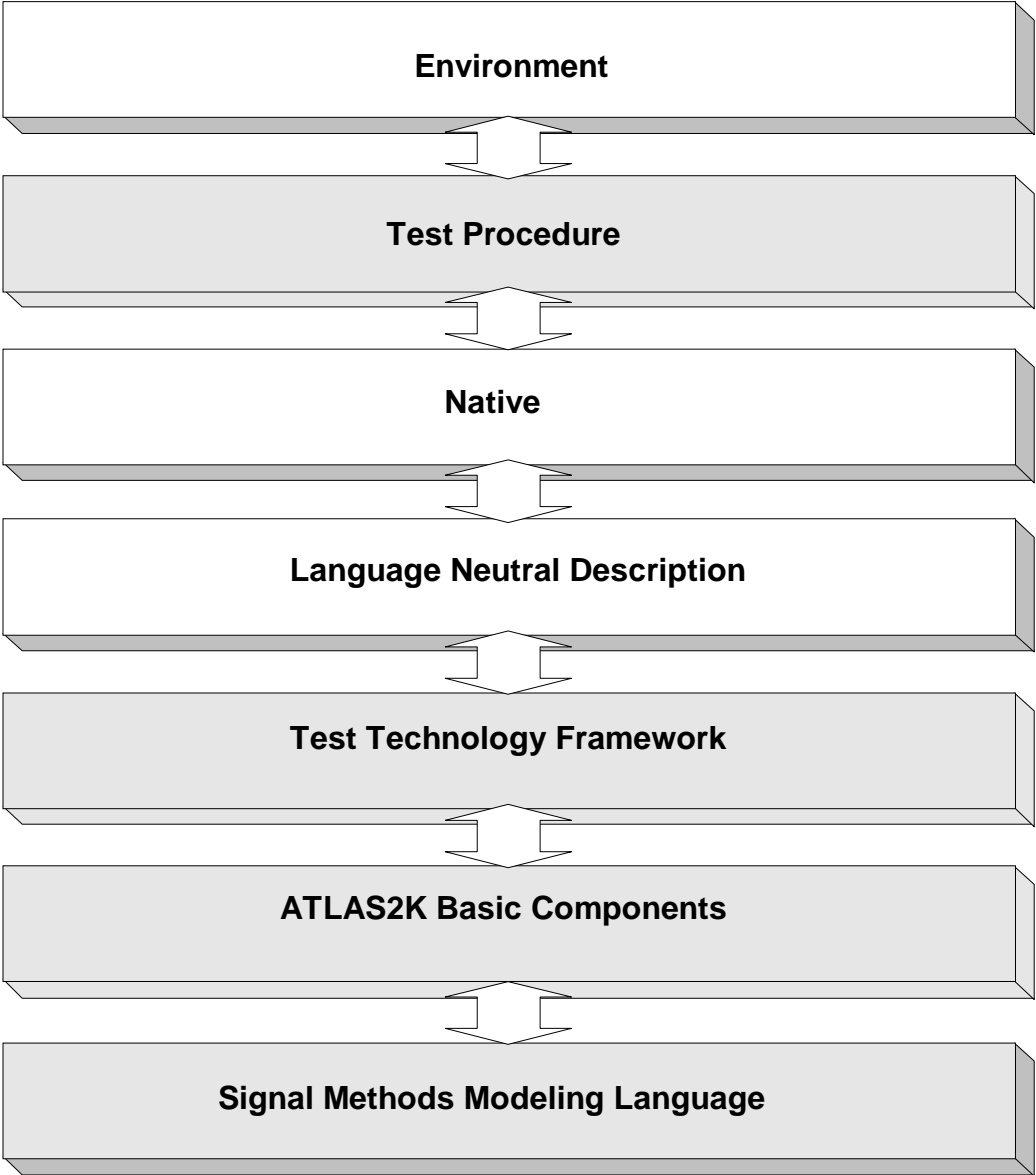 Environment
Test Procedure
Native
Language Neutral Description
Test Technology Framework
ATLAS2K Basic Components
Signal Methods Modeling Language